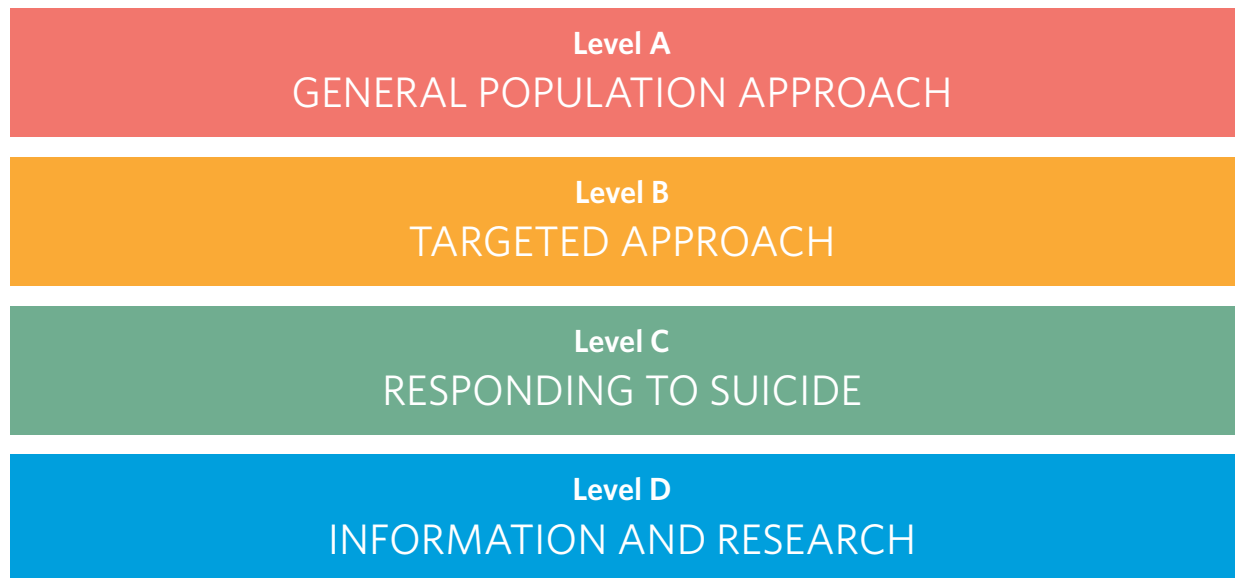 Level A
GENERAL POPULATION APPROACH
Level B
TARGETED APPROACH
Level C
RESPONDING TO SUICIDE
Level D
INFORMATION AND RESEARCH